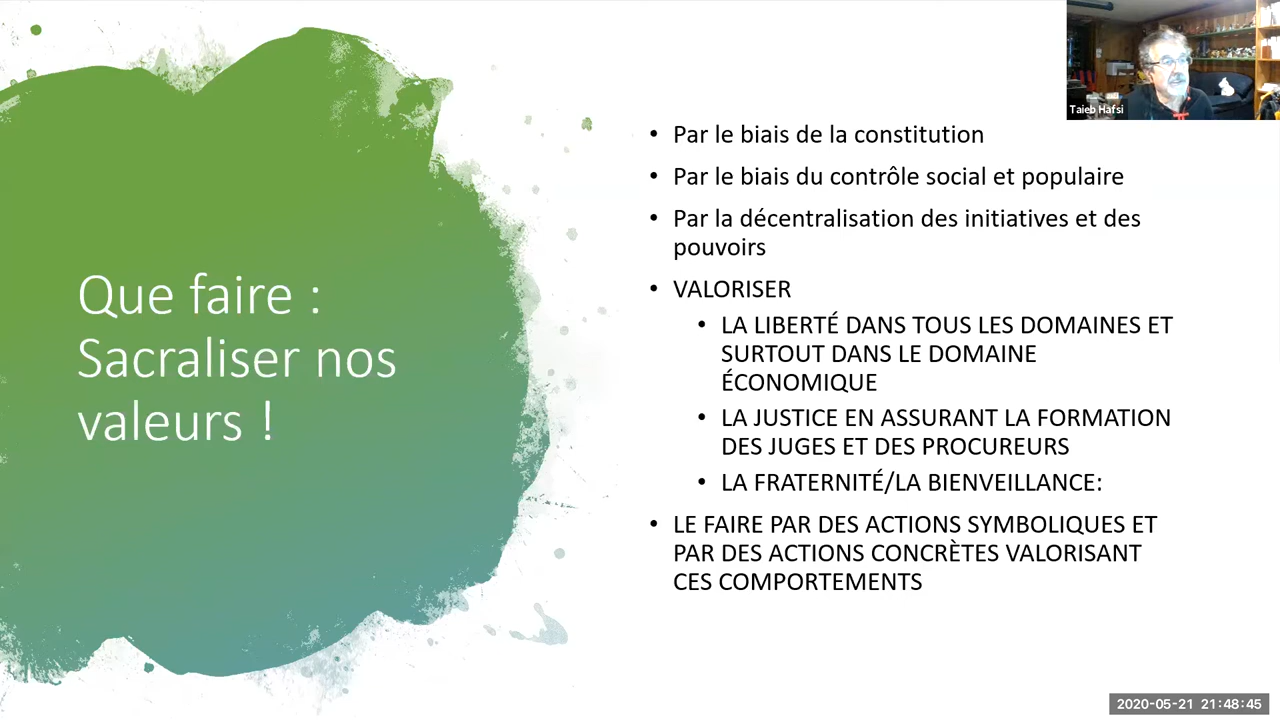 Taieb Hafsi
Que faire :
Sacraliser nos
valeurs !
• Par le biais de la constitution
• Par le biais du contrôle social et populaire
• Par la décentralisation des initiatives et des
pouvoirs
• VALORISER
• LA LIBERTÉ DANS TOUS LES DOMAINES ET
SURTOUT DANS LE DOMAINE
ÉCONOMIQUE
• LA JUSTICE EN ASSURANT LA FORMATION
DES JUGES ET DES PROCUREURS
• LA FRATERNITÉ/LA BIENVEILLANCE:
• LE FAIRE PAR DES ACTIONS SYMBOLIQUES ET
PAR DES ACTIONS CONCRÈTES VALORISANT
CES COMPORTEMENTS
2020-05-21 21:48:45